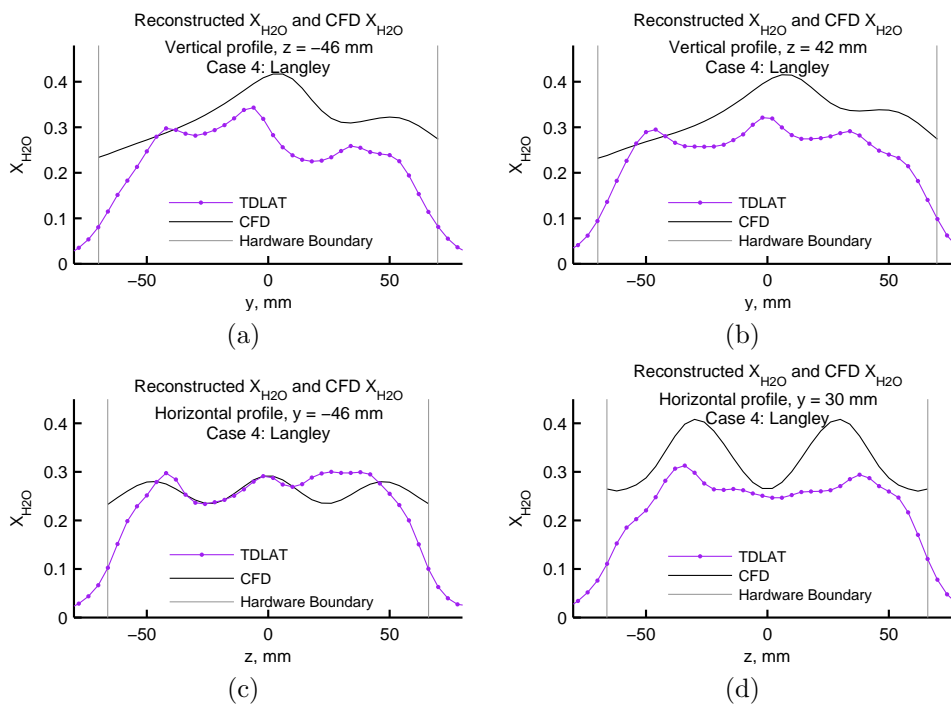 Reconstructed X_H2O and CFD X_H2O
Vertical profile, z = −46 mm
Case 4: Langley
0.4
0.3
0.2
0.1
0
X_H2O
TDLAT
CFD
Hardware Boundary
−50
0
50
y, mm
(a)
Reconstructed X_H2O and CFD X_H2O
Vertical profile, z = 42 mm
Case 4: Langley
0.4
0.3
0.2
0.1
0
X_H2O
TDLAT
CFD
Hardware Boundary
−50
0
50
y, mm
(b)
Reconstructed X_H2O and CFD X_H2O
Horizontal profile, y = −46 mm
Case 4: Langley
0.4
0.3
0.2
0.1
0
X_H2O
TDLAT
CFD
Hardware Boundary
−50
0
50
z, mm
(c)
Reconstructed X_H2O and CFD X_H2O
Horizontal profile, y = 30 mm
Case 4: Langley
0.4
0.3
0.2
0.1
0
X_H2O
TDLAT
CFD
Hardware Boundary
−50
0
50
z, mm
(d)